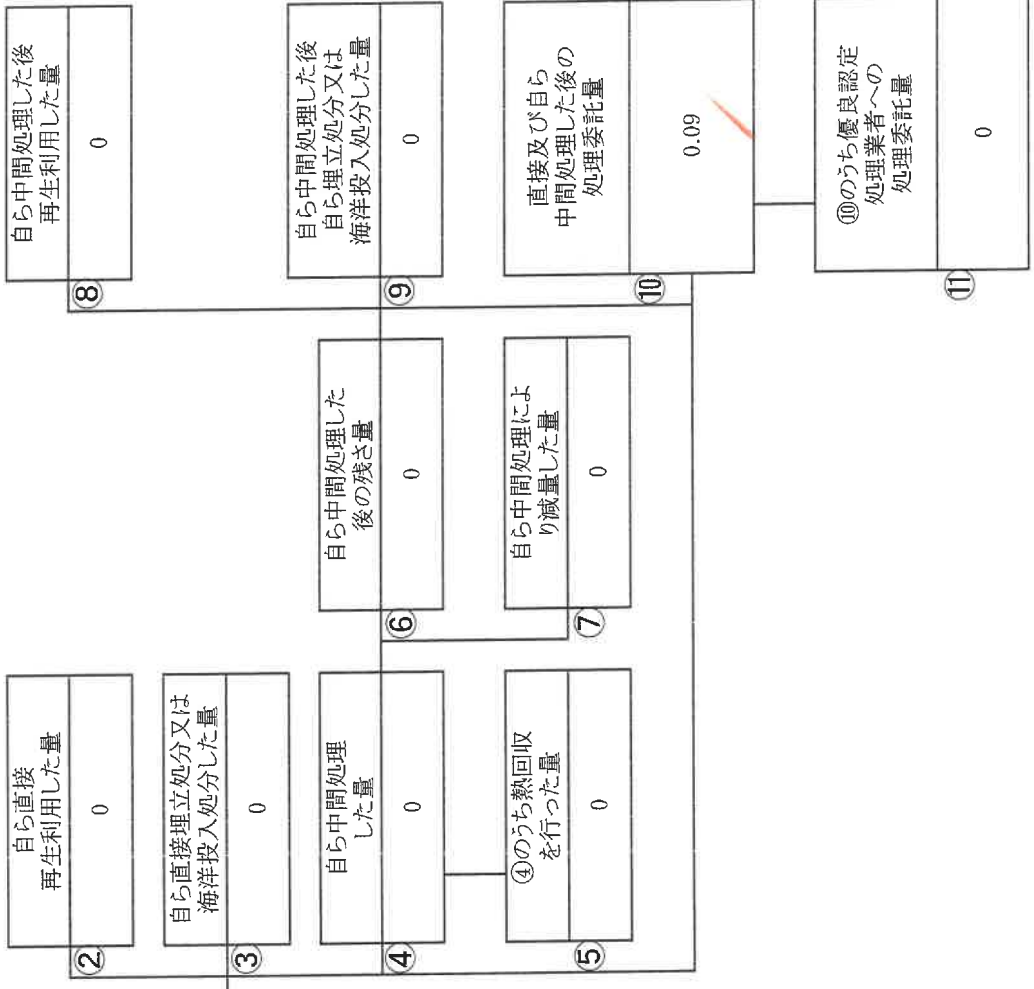 ②
自ら直接
再生利用した量
0
③
自ら直接埋立処分又は
海洋投入処分した量
0
④
自ら中間処理
した量
0
⑤
④のうち熱回収
を行った量
0
⑥
自ら中間処理した
後の残さ量
0
⑦
自ら中間処理によ
り減量した量
0
⑧
自ら中間処理した後
再生利用した量
0
⑨
自ら中間処理した後
自ら埋立処分又は
海洋投入処分した量
0
⑩
直接及び自ら
中間処理した後の
処理委託量
0.09
⑪
⑩のうち優良認定
処理業者への
処理委託量
0